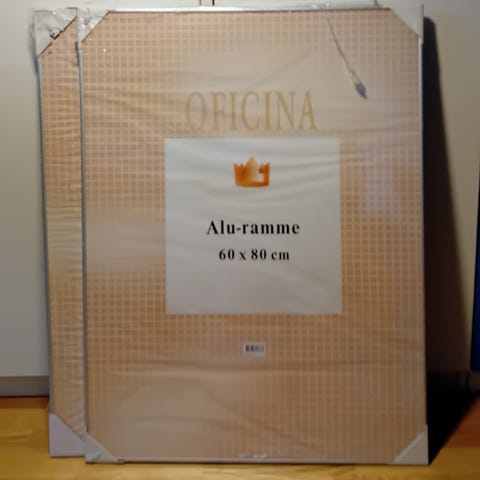 OFICINA
Alu-ramme
60 x 80 cm